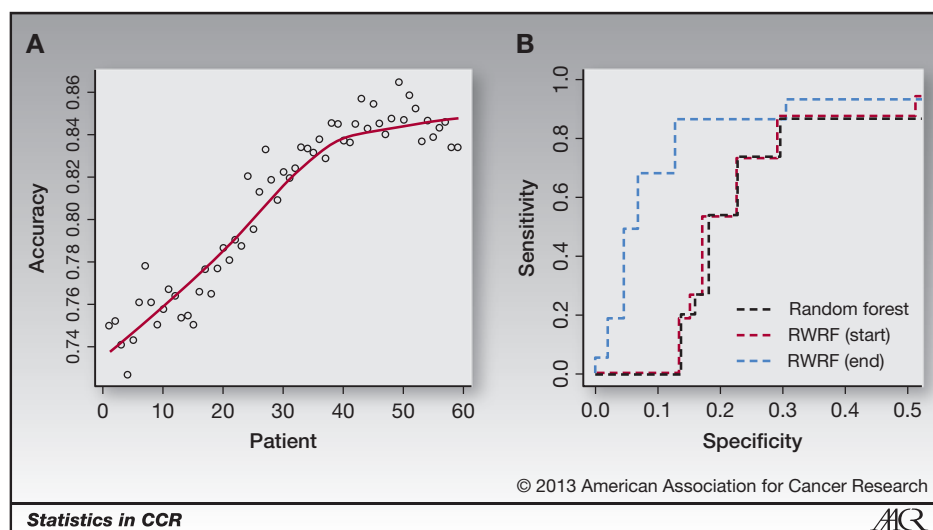 A
Accuracy
0.74 0.76 0.78 0.80 0.82 0.84 0.86
0 10 20 30 40 50 60
Patient
B
Sensitivity
0.0 0.2 0.4 0.6 0.8 1.0
Random forest
RWRF (start)
RWRF (end)
0.0 0.1 0.2 0.3 0.4 0.5
Specificity
© 2013 American Association for Cancer Research
Statistics in CCR
AACR